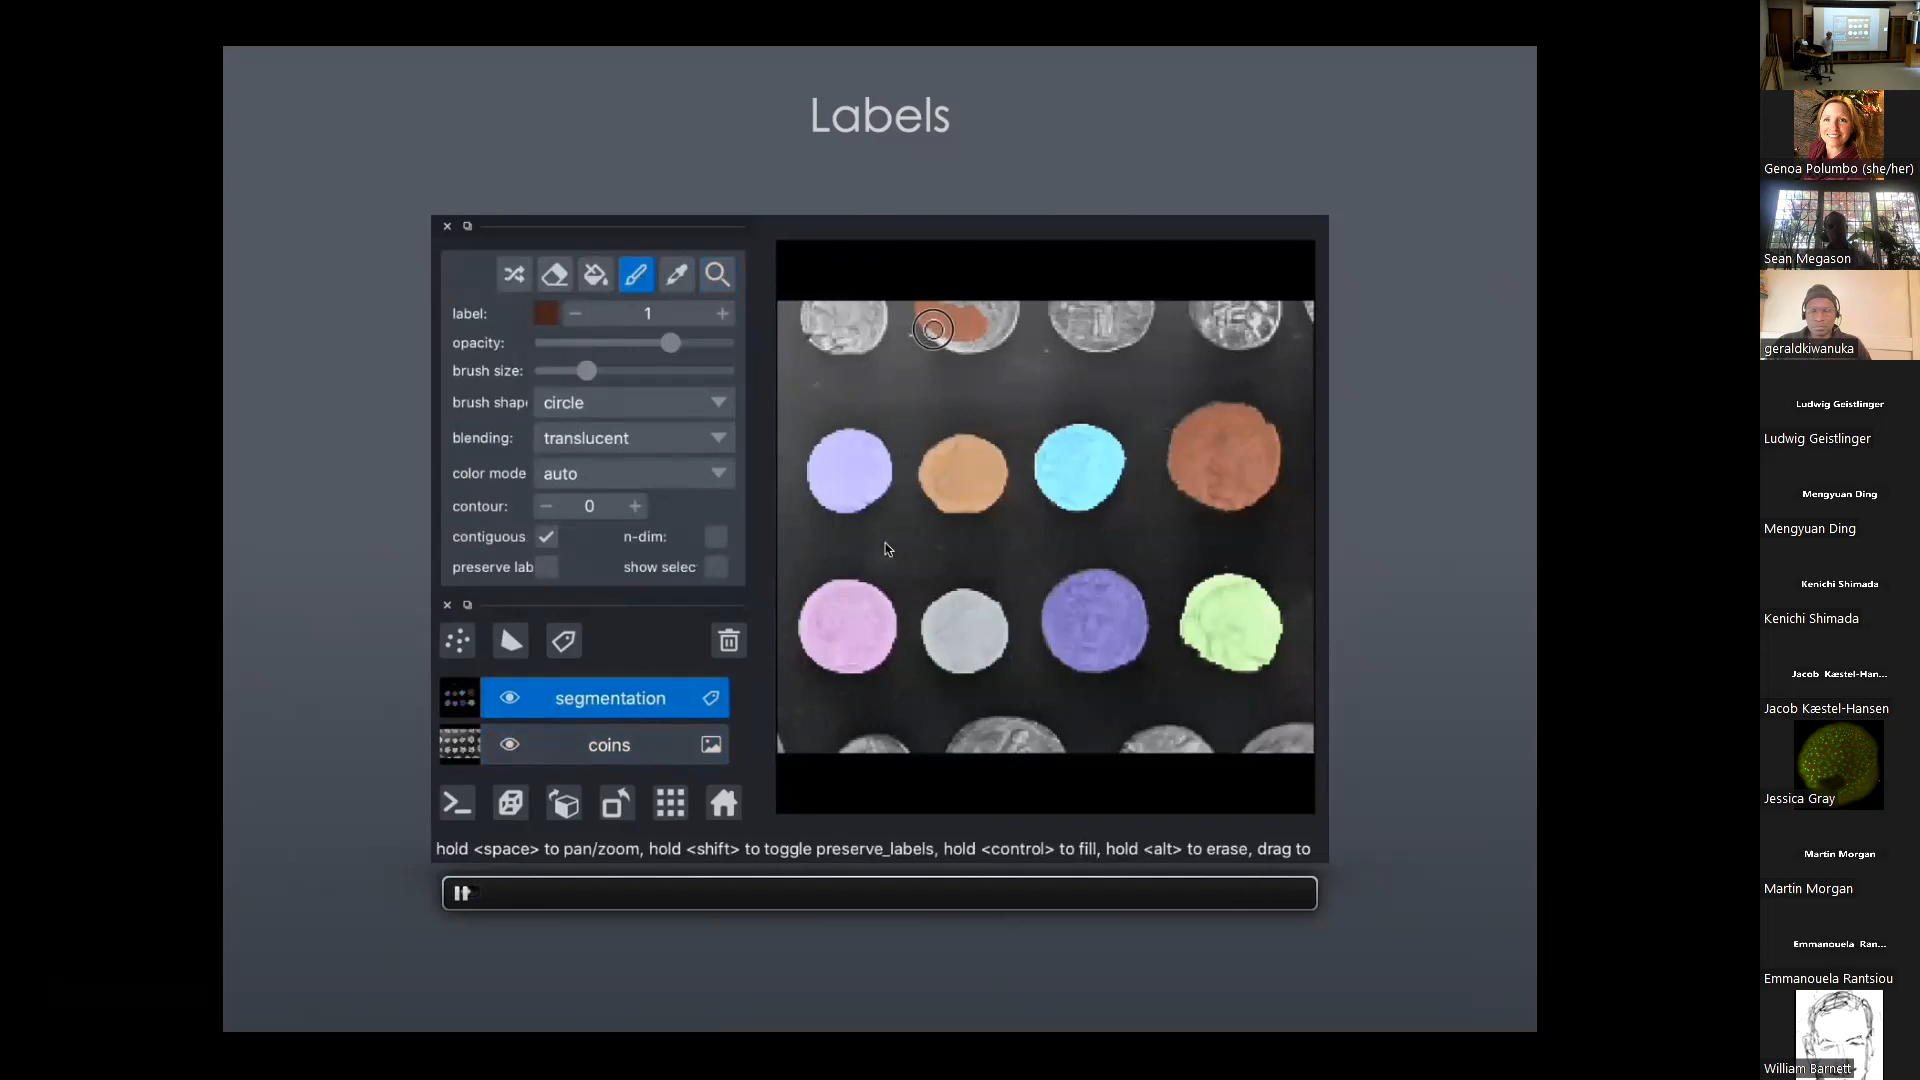 Labels
label:
1
opacity:
brush size:
brush shap
circle
blending:
translucent
color mode
auto
contour:
0
contiguous
n-dim:
preserve lab
show selec
segmentation
coins
hold <space> to pan/zoom, hold <shift> to toggle preserve_labels, hold <control> to fill, hold <alt> to erase, drag to
Genoa Polumbo (she/her)
Sean Megason
geraldkiwanuka
Ludwig Geistlinger
Ludwig Geistlinger
Mengyuan Ding
Mengyuan Ding
Kenichi Shimada
Kenichi Shimada
Jacob Kæstel-Han...
Jacob Kæstel-Hansen
Jessica Gray
Martin Morgan
Martin Morgan
Emmanouela Ran...
Emmanouela Rantsiou
William Barnett